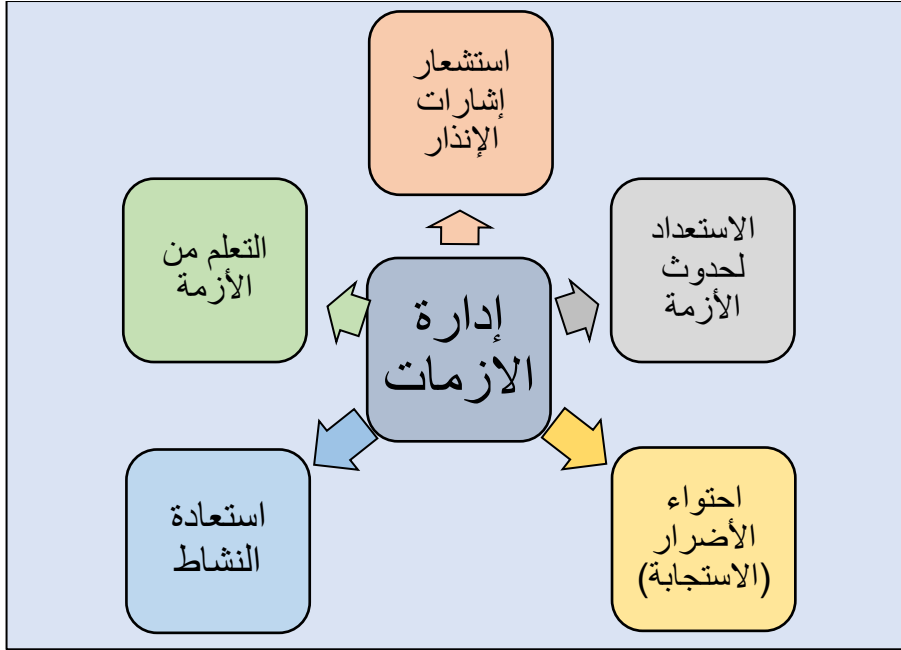 استشعار
إشارات
الإنذار
الاستعداد
لحدوث
الأزمة
احتواء
الأضرار
(الاستجابة)
استعادة
النشاط
التعلم من
الأزمة
إدارة
الازمات